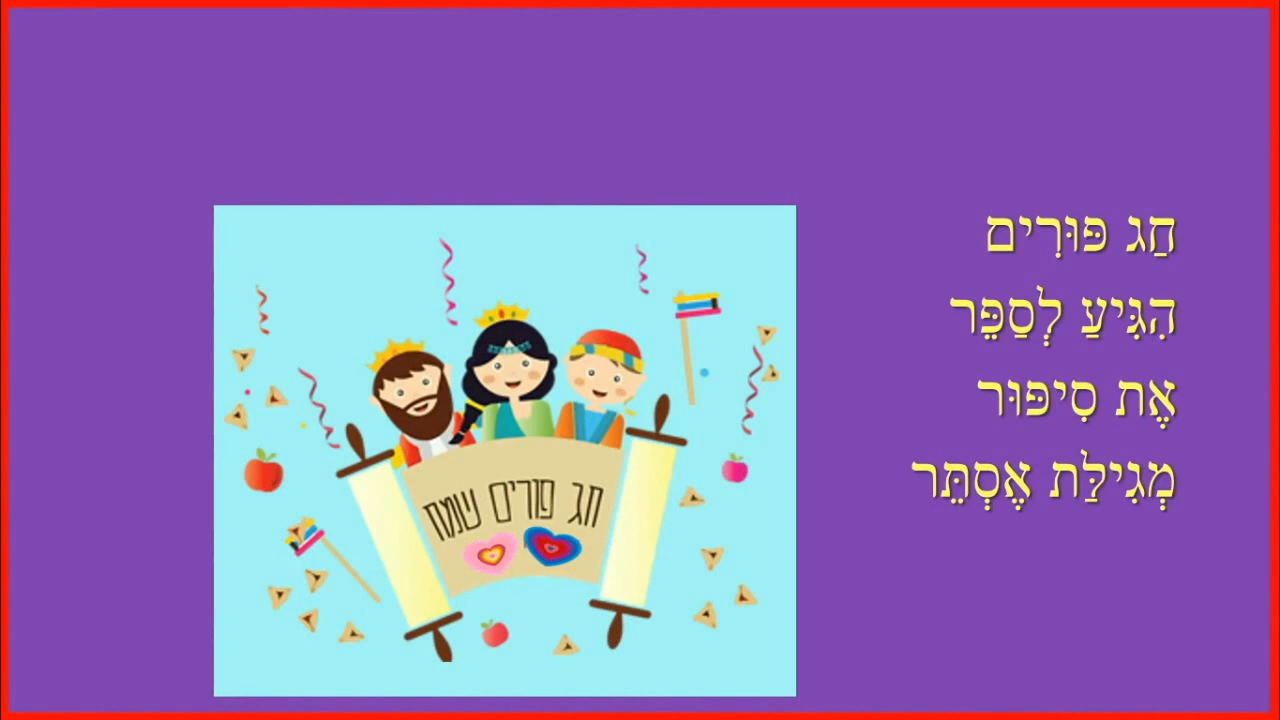 חַג פּוּרִים
הִגִּיעַ לְסַפֵּר
אֶת סִיפּוּר
מְגִילַּת אֶסְתֵּר
חג פורים שמח